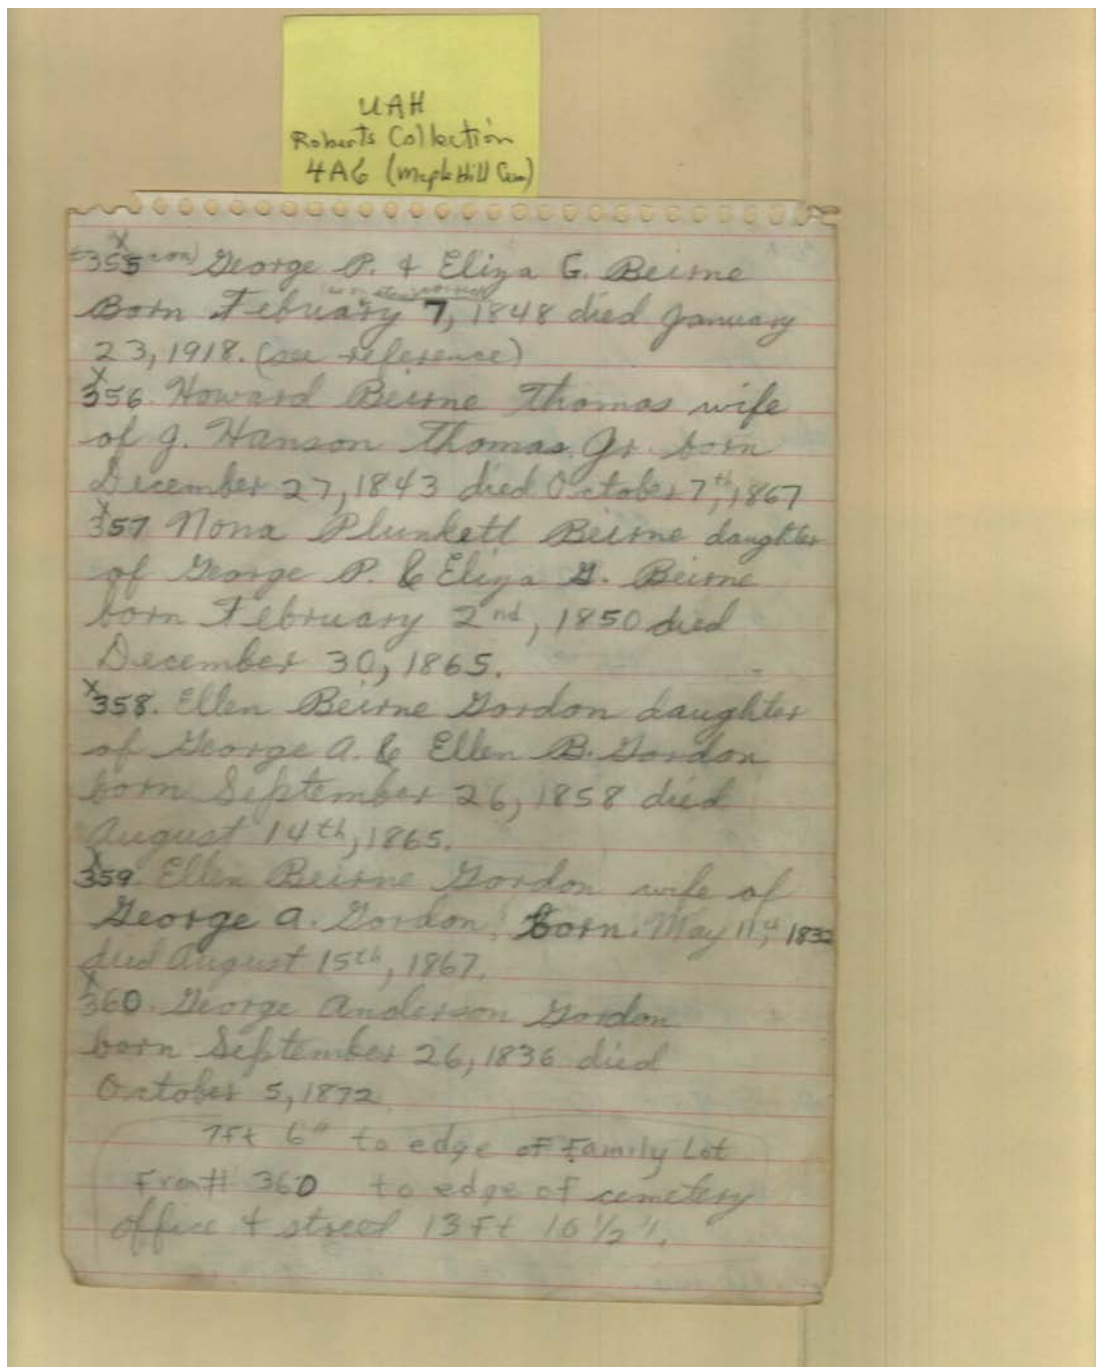 UAH
Roberts Collection
4A6 (Maple Hill Cem)
355 George P. & Eliza G. Beirne
Born February 7, 1848 died January
23, 1918. (see reference)
356. Howard Beirne Thomas wife
of J. Hanson Thomas, Jr. born
December 27, 1843 died October 7th, 1867
357. Nona Plunkett Beirne daughter
of George P. & Eliza G. Beirne
born February 2nd, 1850 died
December 30, 1865.
358. Ellen Beirne Gordon daughter
of George A. & Ellen B. Gordon
born September 26, 1858 died
August 14th, 1865.
359. Ellen Beirne Gordon wife of
George A. Gordon, Born. May 11th, 1832
died August 15th, 1867.
360. George Anderson Gordon
born September 26, 1836 died
October 5, 1872
7ft 6" to edge of Family Lot
From # 360 to edge of cemetery
office & street 13 ft 16 1/2".